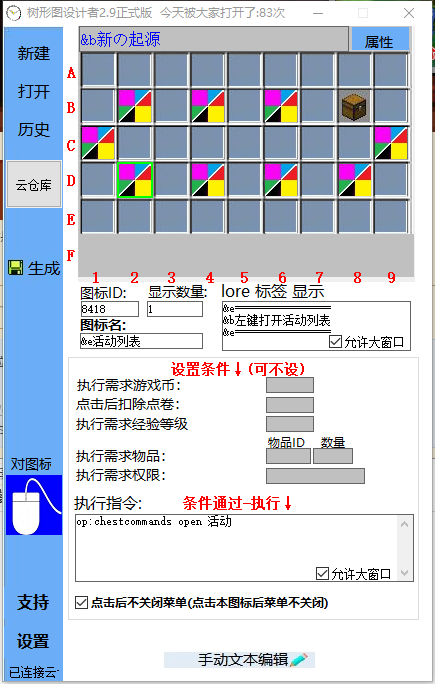 树形图设计者2.9正式版 今天被大家打开了:83次
新建
打开
历史
云仓库
生成
对图标
支持
设置
已连接云
&b新の起源
属性
A
B
C
D
E
F
1 2 3 4 5 6 7 8 9
图标ID:
8418
显示数量:
1
图标名:
&e活动列表
lore 标签 显示
&e══════════
&b左键打开活动列表
&e══════════
允许大窗口
设置条件↓(可不设)
执行需求游戏币:
点击后扣除点卷:
执行需求经验等级
物品ID 数量
执行需求物品:
执行需求权限:
执行指令: 条件通过-执行↓
op:chestcommands open 活动
允许大窗口
点击后不关闭菜单(点击本图标后菜单不关闭)
手动文本编辑